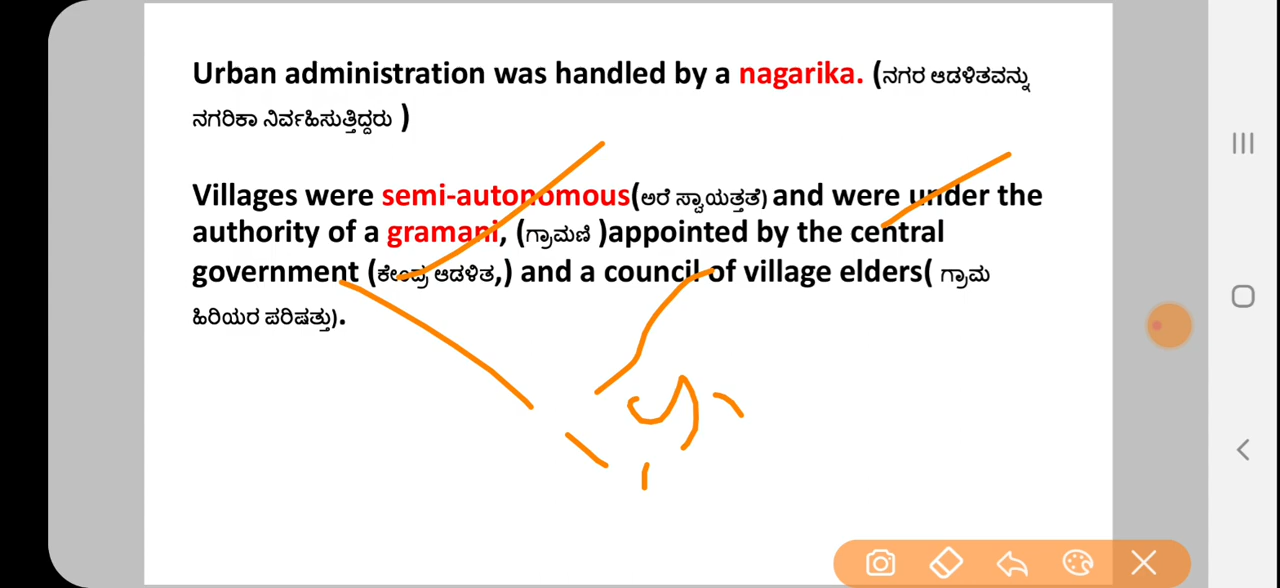 Urban administration was handled by a nagarika. (ನಗರ ಆಡಳಿತವನ್ನು
ನಗರಿಕಾ ನಿರ್ವಹಿಸುತ್ತಿದ್ದರು )
Villages were semi-autonomous(ಅರೆ ಸ್ವಾಯತ್ತತೆ) and were under the
authority of a gramani, (ಗ್ರಾಮಣಿ )appointed by the central
government (ಕೇಂದ್ರ ಆಡಳಿತ,) and a council of village elders( ಗ್ರಾಮ
ಹಿರಿಯರ ಪರಿಷತ್ತು).